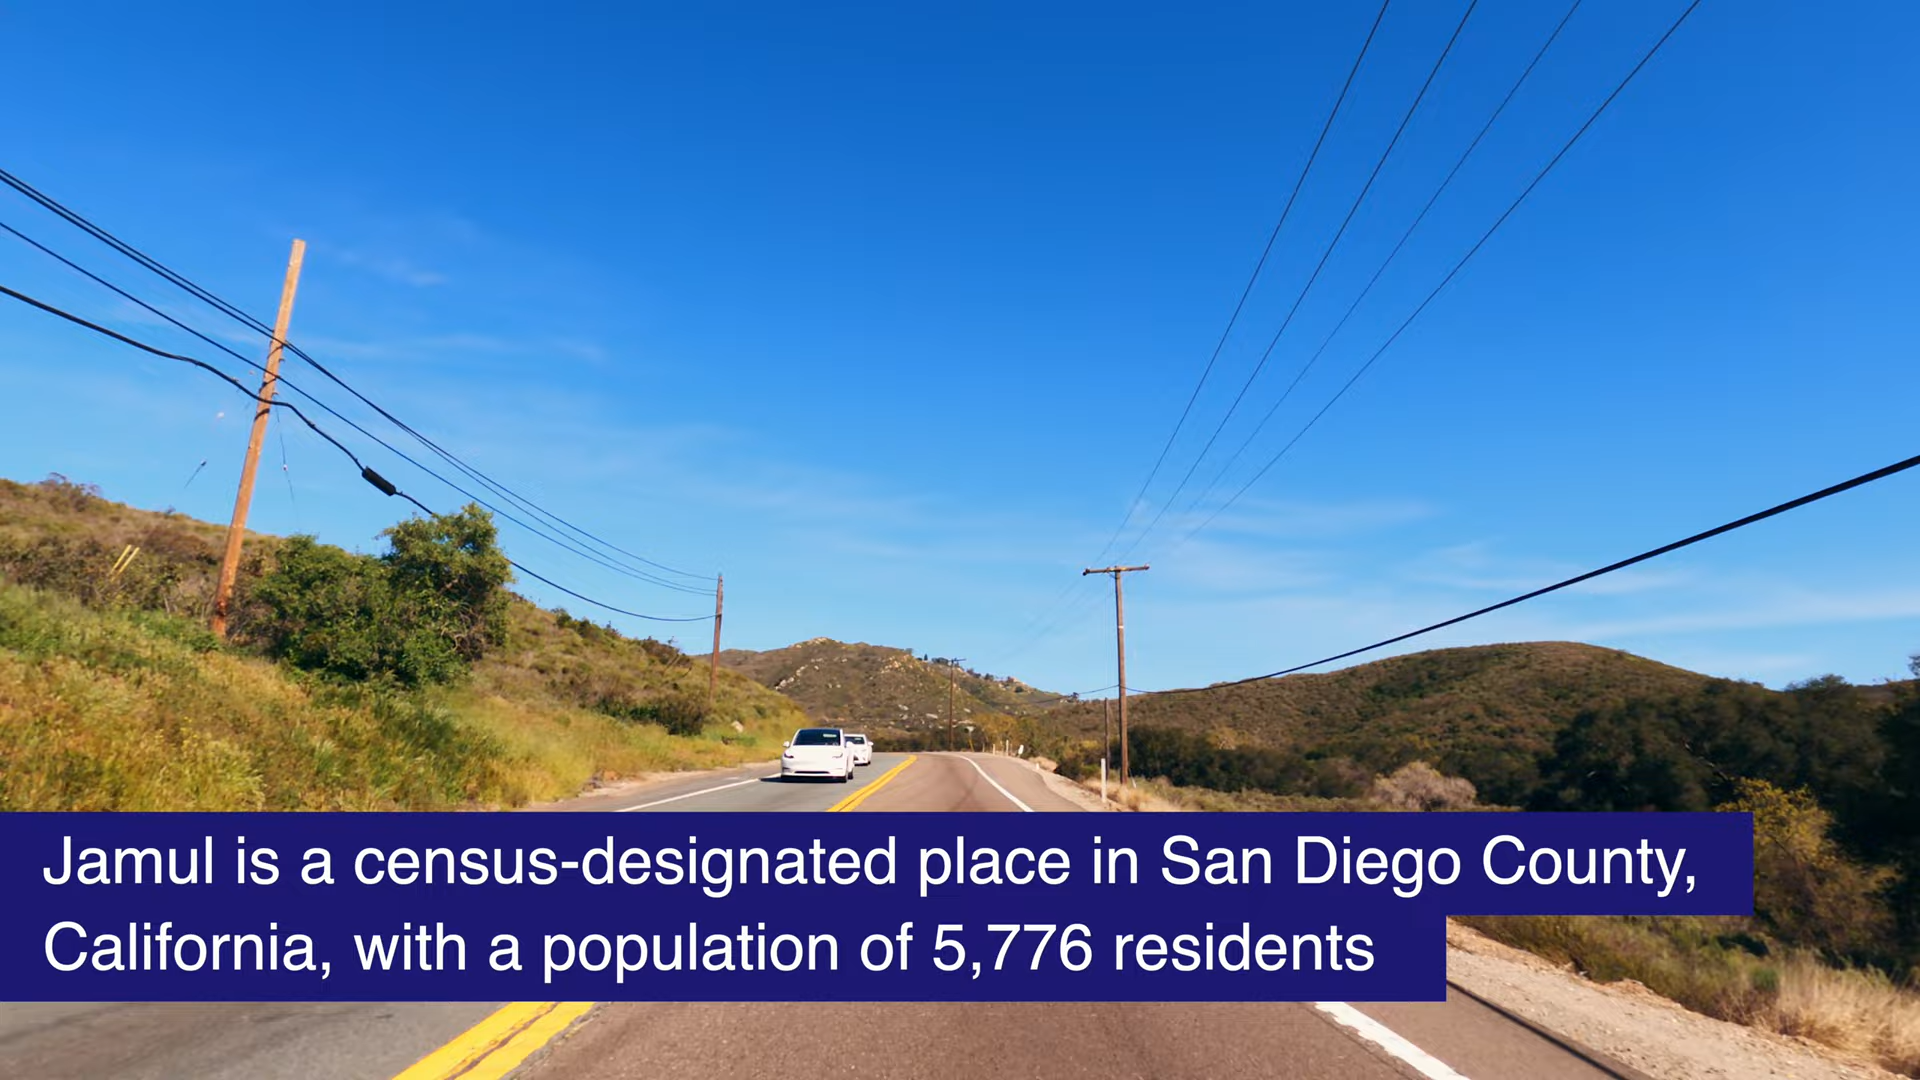 Jamul is a census-designated place in San Diego County,
California, with a population of 5,776 residents